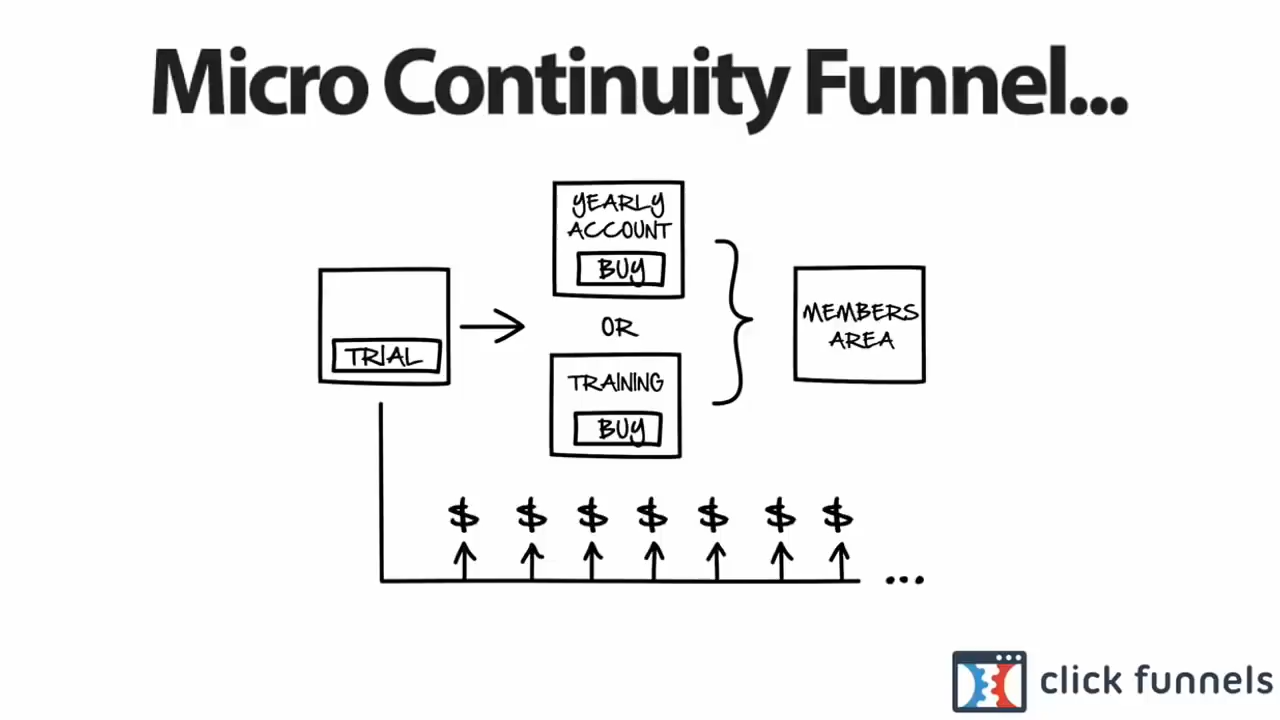 Micro Continuity Funnel...
TRIAL
YEARLY
ACCOUNT
BUY
OR
TRAINING
BUY
MEMBERS
AREA
$ $ $ $ $ $ $
...
click funnels